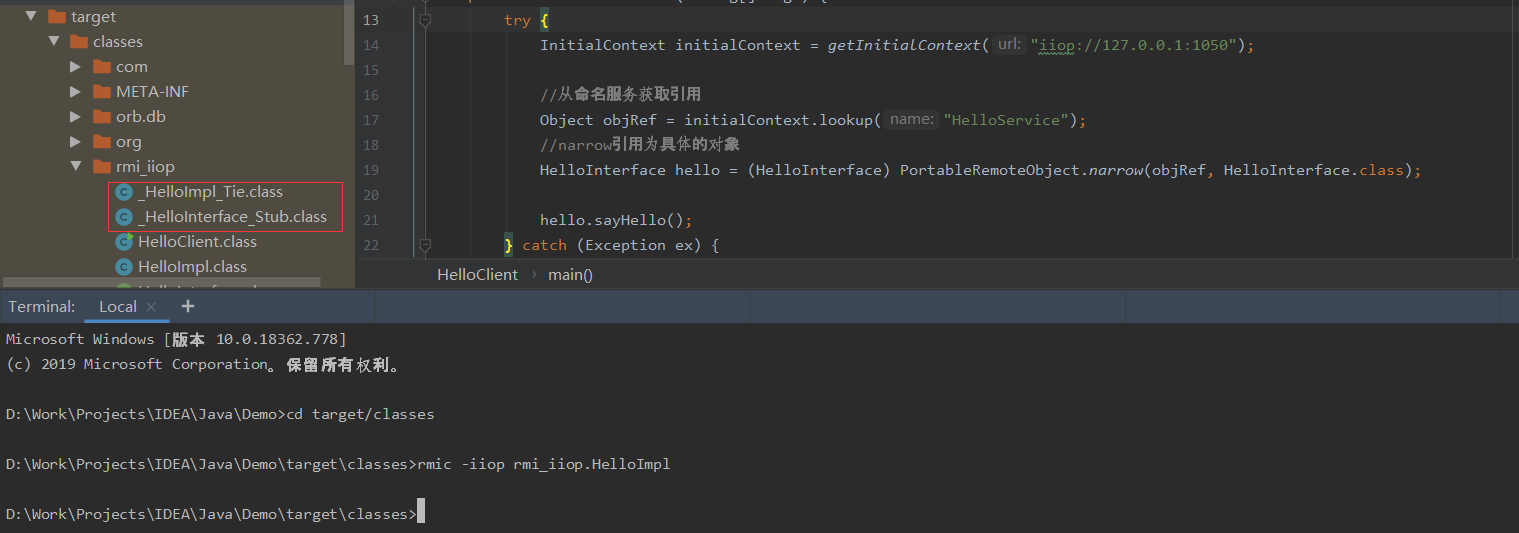 target
classes
com
META-INF
orb.db
org
rmi_iiop
_HelloImpl_Tie.class
_HelloInterface_Stub.class
HelloClient.class
HelloImpl.class
13 try {
14 InitialContext initialContext = getInitialContext( url: "iiop://127.0.0.1:1050");
15
16 //从命名服务获取引用
17 Object objRef = initialContext.lookup( name: "HelloService");
18 //narrow引用为具体的对象
19 HelloInterface hello = (HelloInterface) PortableRemoteObject.narrow(objRef, HelloInterface.class);
20
21 hello.sayHello();
22 } catch (Exception ex) {
HelloClient › main()
Terminal: Local × +
Microsoft Windows [版本 10.0.18362.778]
(c) 2019 Microsoft Corporation。保留所有权利。
D:\Work\Projects\IDEA\Java\Demo>cd target/classes
D:\Work\Projects\IDEA\Java\Demo\target\classes>rmic -iiop rmi_iiop.HelloImpl
D:\Work\Projects\IDEA\Java\Demo\target\classes>